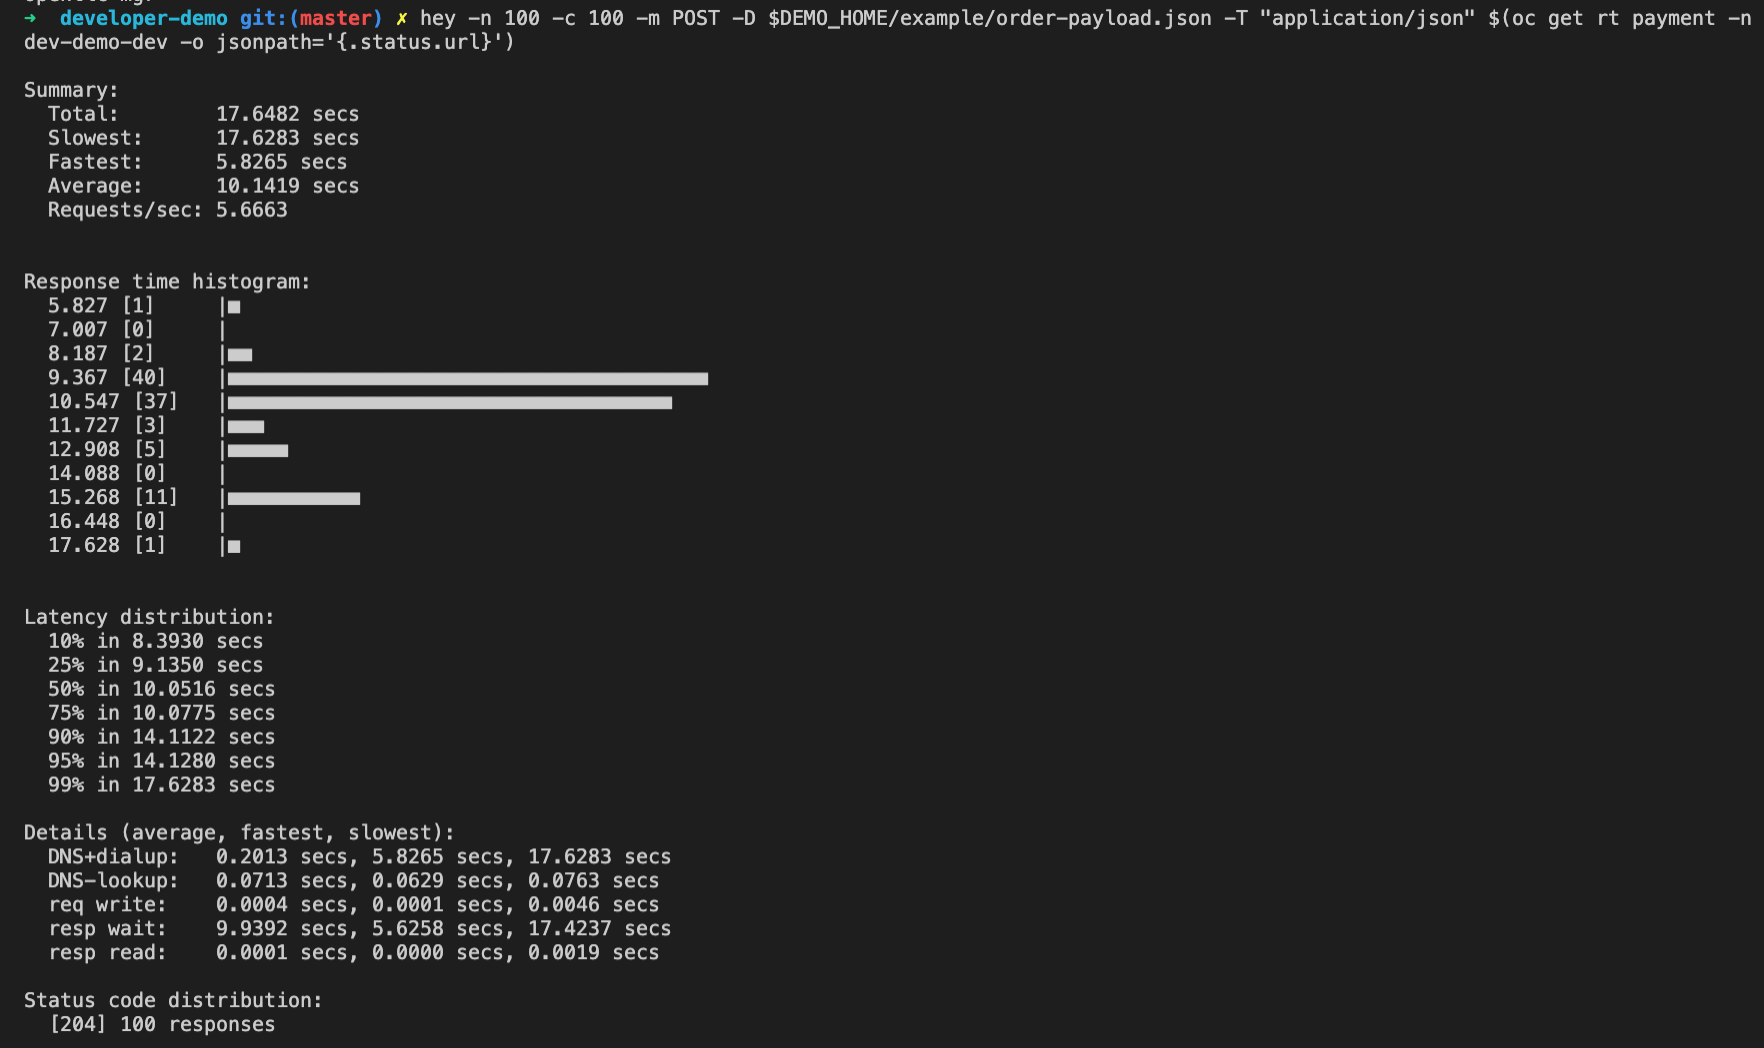 ➜  developer-demo git:(master) ✗ hey -n 100 -c 100 -m POST -D $DEMO_HOME/example/order-payload.json -T "application/json" $(oc get rt payment -n
dev-demo-dev -o jsonpath='{.status.url}')
Summary:
  Total:        17.6482 secs
  Slowest:      17.6283 secs
  Fastest:      5.8265 secs
  Average:      10.1419 secs
  Requests/sec: 5.6663
Response time histogram:
  5.827 [1]     |■
  7.007 [0]     |
  8.187 [2]     |■■
  9.367 [40]    |■■■■■■■■■■■■■■■■■■■■■■■■■■■■■■■■■■■■■■■■
  10.547 [37]   |■■■■■■■■■■■■■■■■■■■■■■■■■■■■■■■■■■■■■
  11.727 [3]    |■■■
  12.908 [5]    |■■■■■
  14.088 [0]    |
  15.268 [11]   |■■■■■■■■■■■
  16.448 [0]    |
  17.628 [1]    |■
Latency distribution:
  10% in 8.3930 secs
  25% in 9.1350 secs
  50% in 10.0516 secs
  75% in 10.0775 secs
  90% in 14.1122 secs
  95% in 14.1280 secs
  99% in 17.6283 secs
Details (average, fastest, slowest):
  DNS+dialup:   0.2013 secs, 5.8265 secs, 17.6283 secs
  DNS-lookup:   0.0713 secs, 0.0629 secs, 0.0763 secs
  req write:    0.0004 secs, 0.0001 secs, 0.0046 secs
  resp wait:    9.9392 secs, 5.6258 secs, 17.4237 secs
  resp read:    0.0001 secs, 0.0000 secs, 0.0019 secs
Status code distribution:
  [204] 100 responses